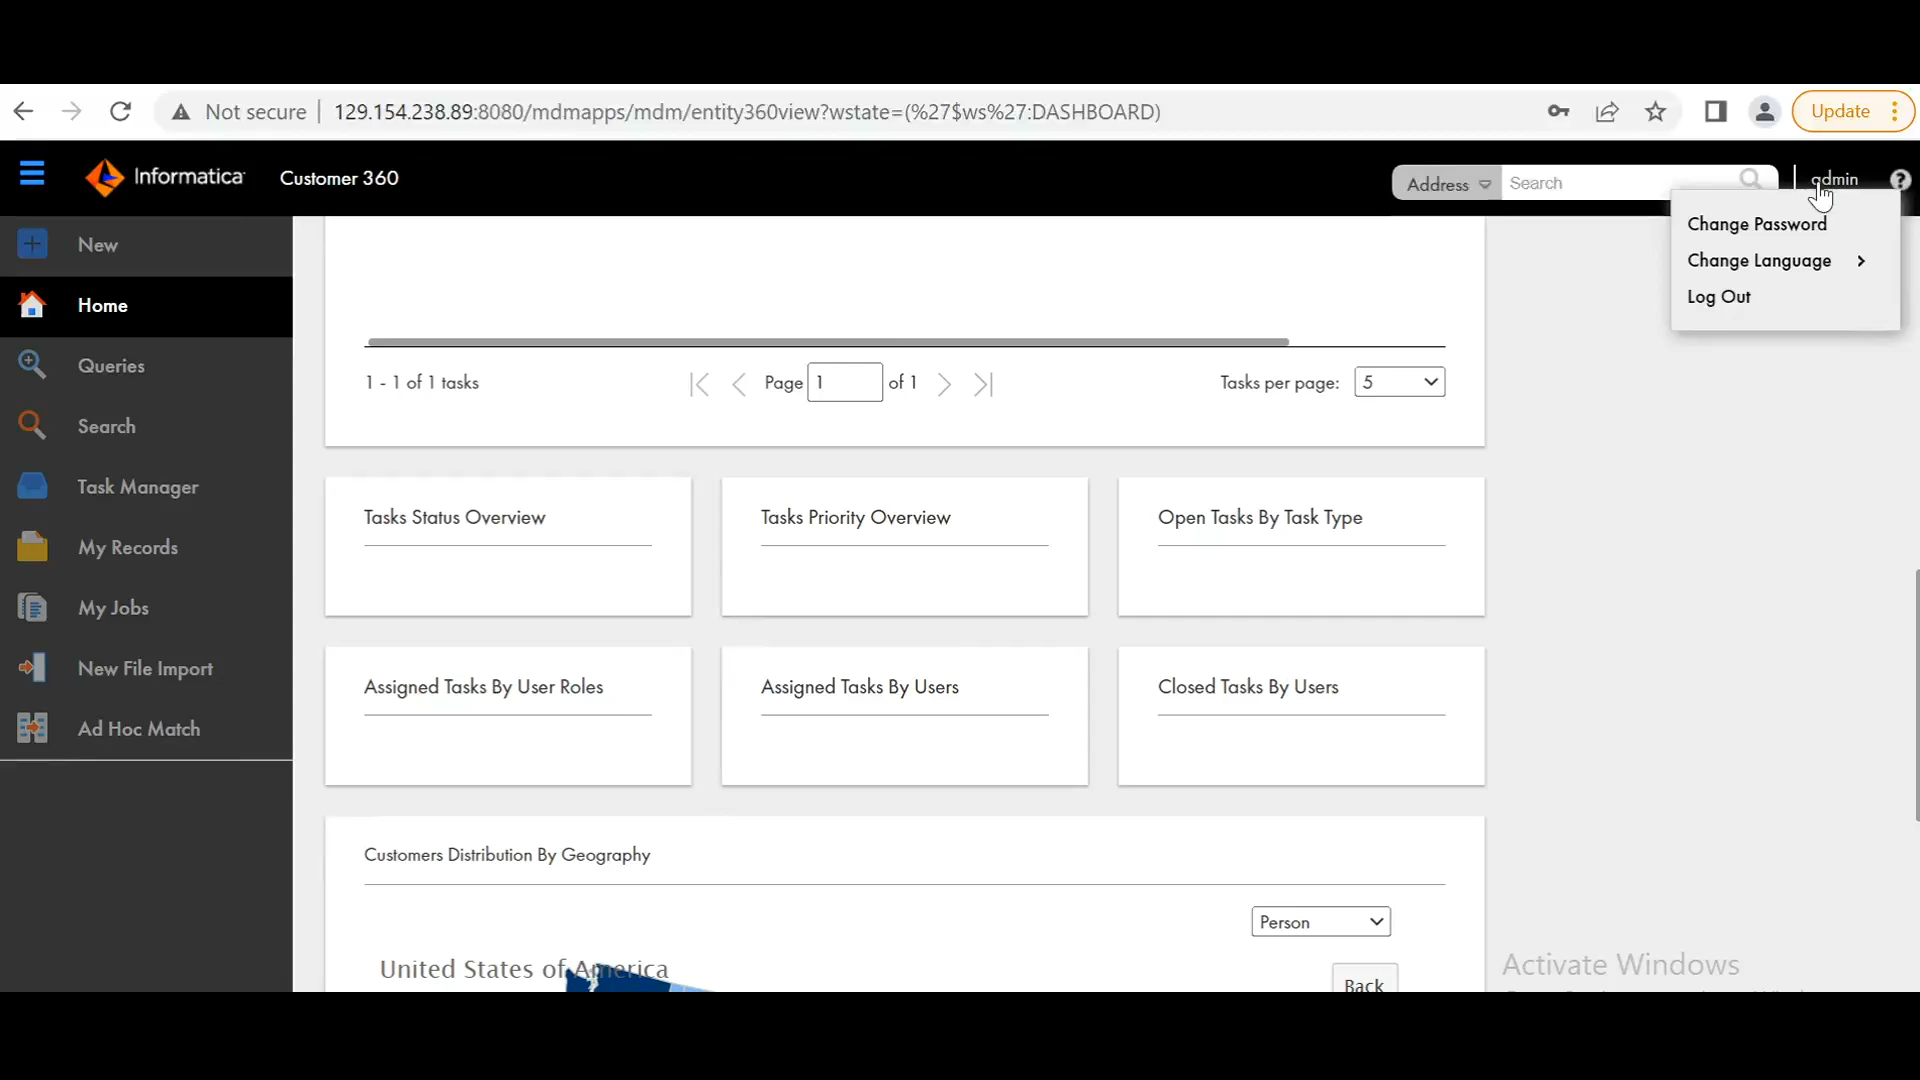 Not secure
129.154.238.89:8080/mdmapps/mdm/entity360view?wstate=(%27$ws%27:DASHBOARD)
Update
Informatica
Customer 360
Address
Search
admin
?
Change Password
Change Language
Log Out
New
Home
Queries
Search
Task Manager
My Records
My Jobs
New File Import
Ad Hoc Match
1 - 1 of 1 tasks
Page 1 of 1
Tasks per page: 5
Tasks Status Overview
Tasks Priority Overview
Open Tasks By Task Type
Assigned Tasks By User Roles
Assigned Tasks By Users
Closed Tasks By Users
Customers Distribution By Geography
Person
United States of America
Back
Activate Windows